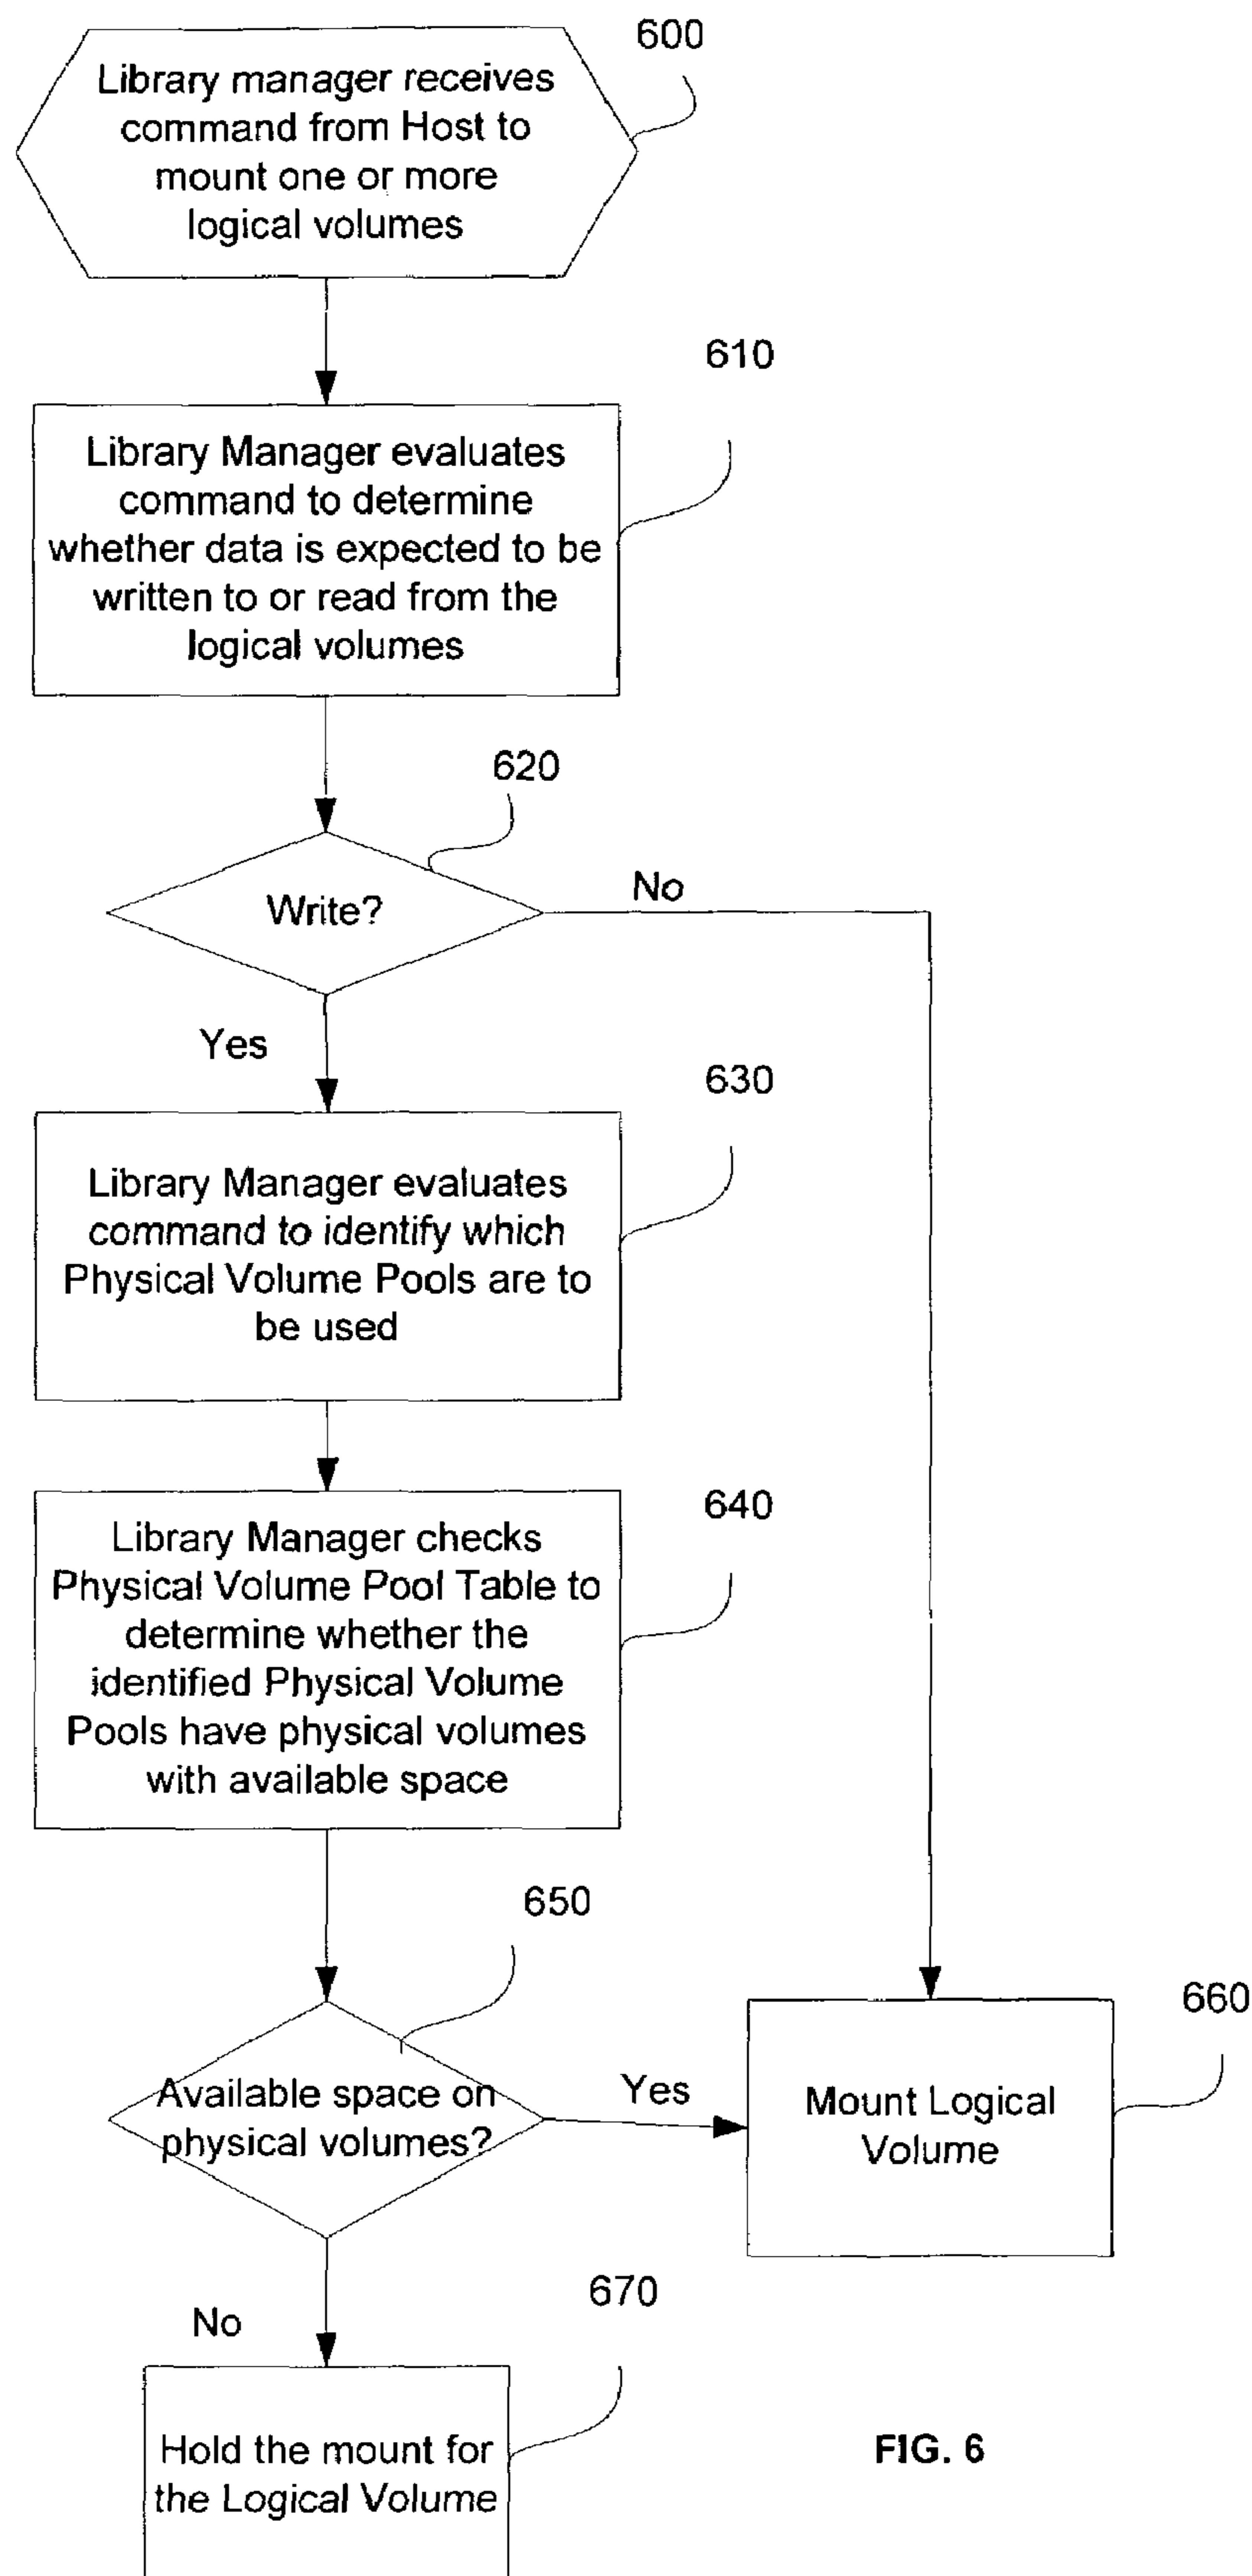 600
Library manager receives
command from Host to
mount one or more
logical volumes
610
Library Manager evaluates
command to determine
whether data is expected to be
written to or read from the
logical volumes
620
Write?
No
Yes
630
Library Manager evaluates
command to identify which
Physical Volume Pools are to
be used
640
Library Manager checks
Physical Volume Pool Table to
determine whether the
identified Physical Volume
Pools have physical volumes
with available space
650
Available space on
physical volumes?
Yes
660
Mount Logical
Volume
No
670
Hold the mount for
the Logical Volume
FIG. 6